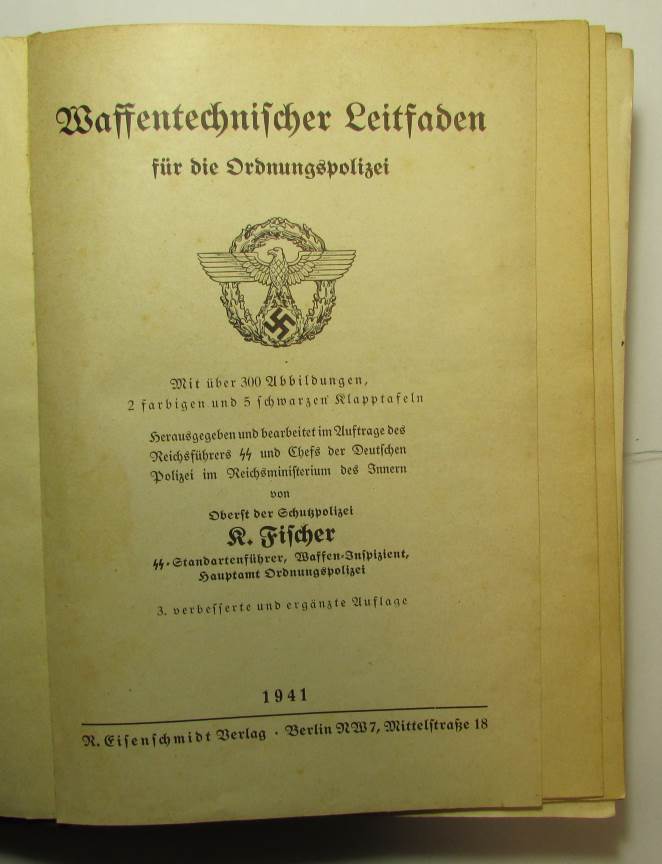 Waffentechnischer Leitfaden
für die Ordnungspolizei
Mit über 300 Abbildungen,
2 farbigen und 5 schwarzen Klapptafeln
Herausgegeben und bearbeitet im Auftrage des
Reichsführers SS und Chefs der Deutschen
Polizei im Reichsministerium des Innern
von
Oberst der Schutzpolizei
K. Fischer
SS-Standartenführer, Waffen-Inspizient,
Hauptamt Ordnungspolizei
3. verbesserte und ergänzte Auflage
1941
R. Eisenschmidt Verlag · Berlin NW 7, Mittelstraße 18